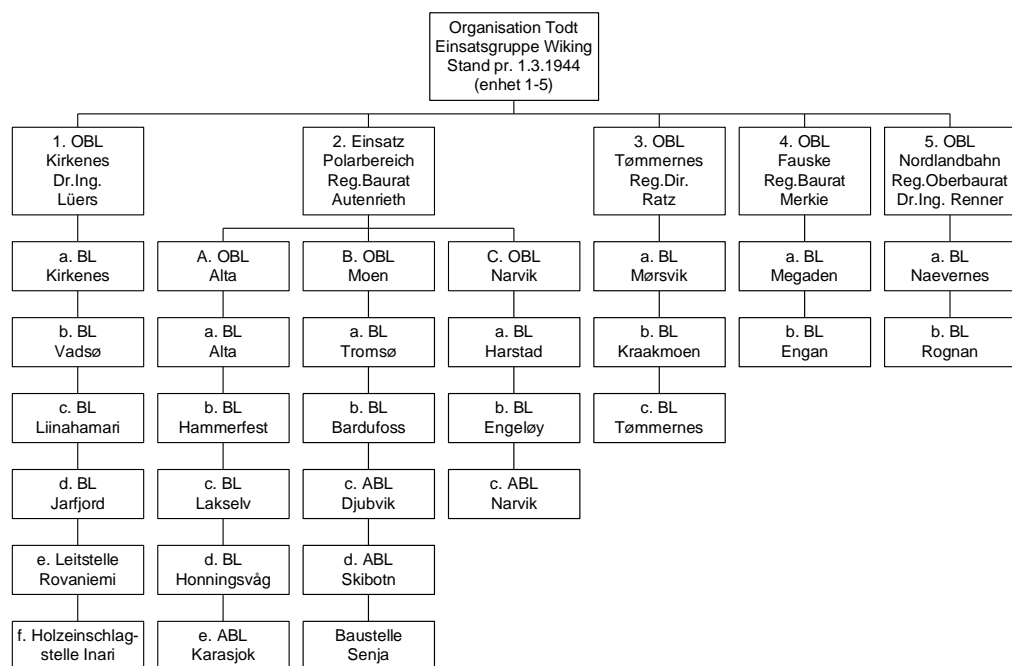 Organisation Todt
Einsatsgruppe Wiking
Stand pr. 1.3.1944
(enhet 1-5)
1. OBL
Kirkenes
Dr.Ing.
Lüers
2. Einsatz
Polarbereich
Reg.Baurat
Autenrieth
3. OBL
Tømmernes
Reg.Dir.
Ratz
4. OBL
Fauske
Reg.Baurat
Merkie
5. OBL
Nordlandbahn
Reg.Oberbaurat
Dr.Ing. Renner
a. BL
Kirkenes
A. OBL
Alta
B. OBL
Moen
C. OBL
Narvik
a. BL
Mørsvik
a. BL
Megaden
a. BL
Naevernes
b. BL
Vadsø
a. BL
Alta
a. BL
Tromsø
a. BL
Harstad
b. BL
Kraakmoen
b. BL
Engan
b. BL
Rognan
c. BL
Liinahamari
b. BL
Hammerfest
b. BL
Bardufoss
b. BL
Engeløy
c. BL
Tømmernes
d. BL
Jarfjord
c. BL
Lakselv
c. ABL
Djubvik
c. ABL
Narvik
e. Leitstelle
Rovaniemi
d. BL
Honningsvåg
d. ABL
Skibotn
f. Holzeinschlag-
stelle Inari
e. ABL
Karasjok
Baustelle
Senja